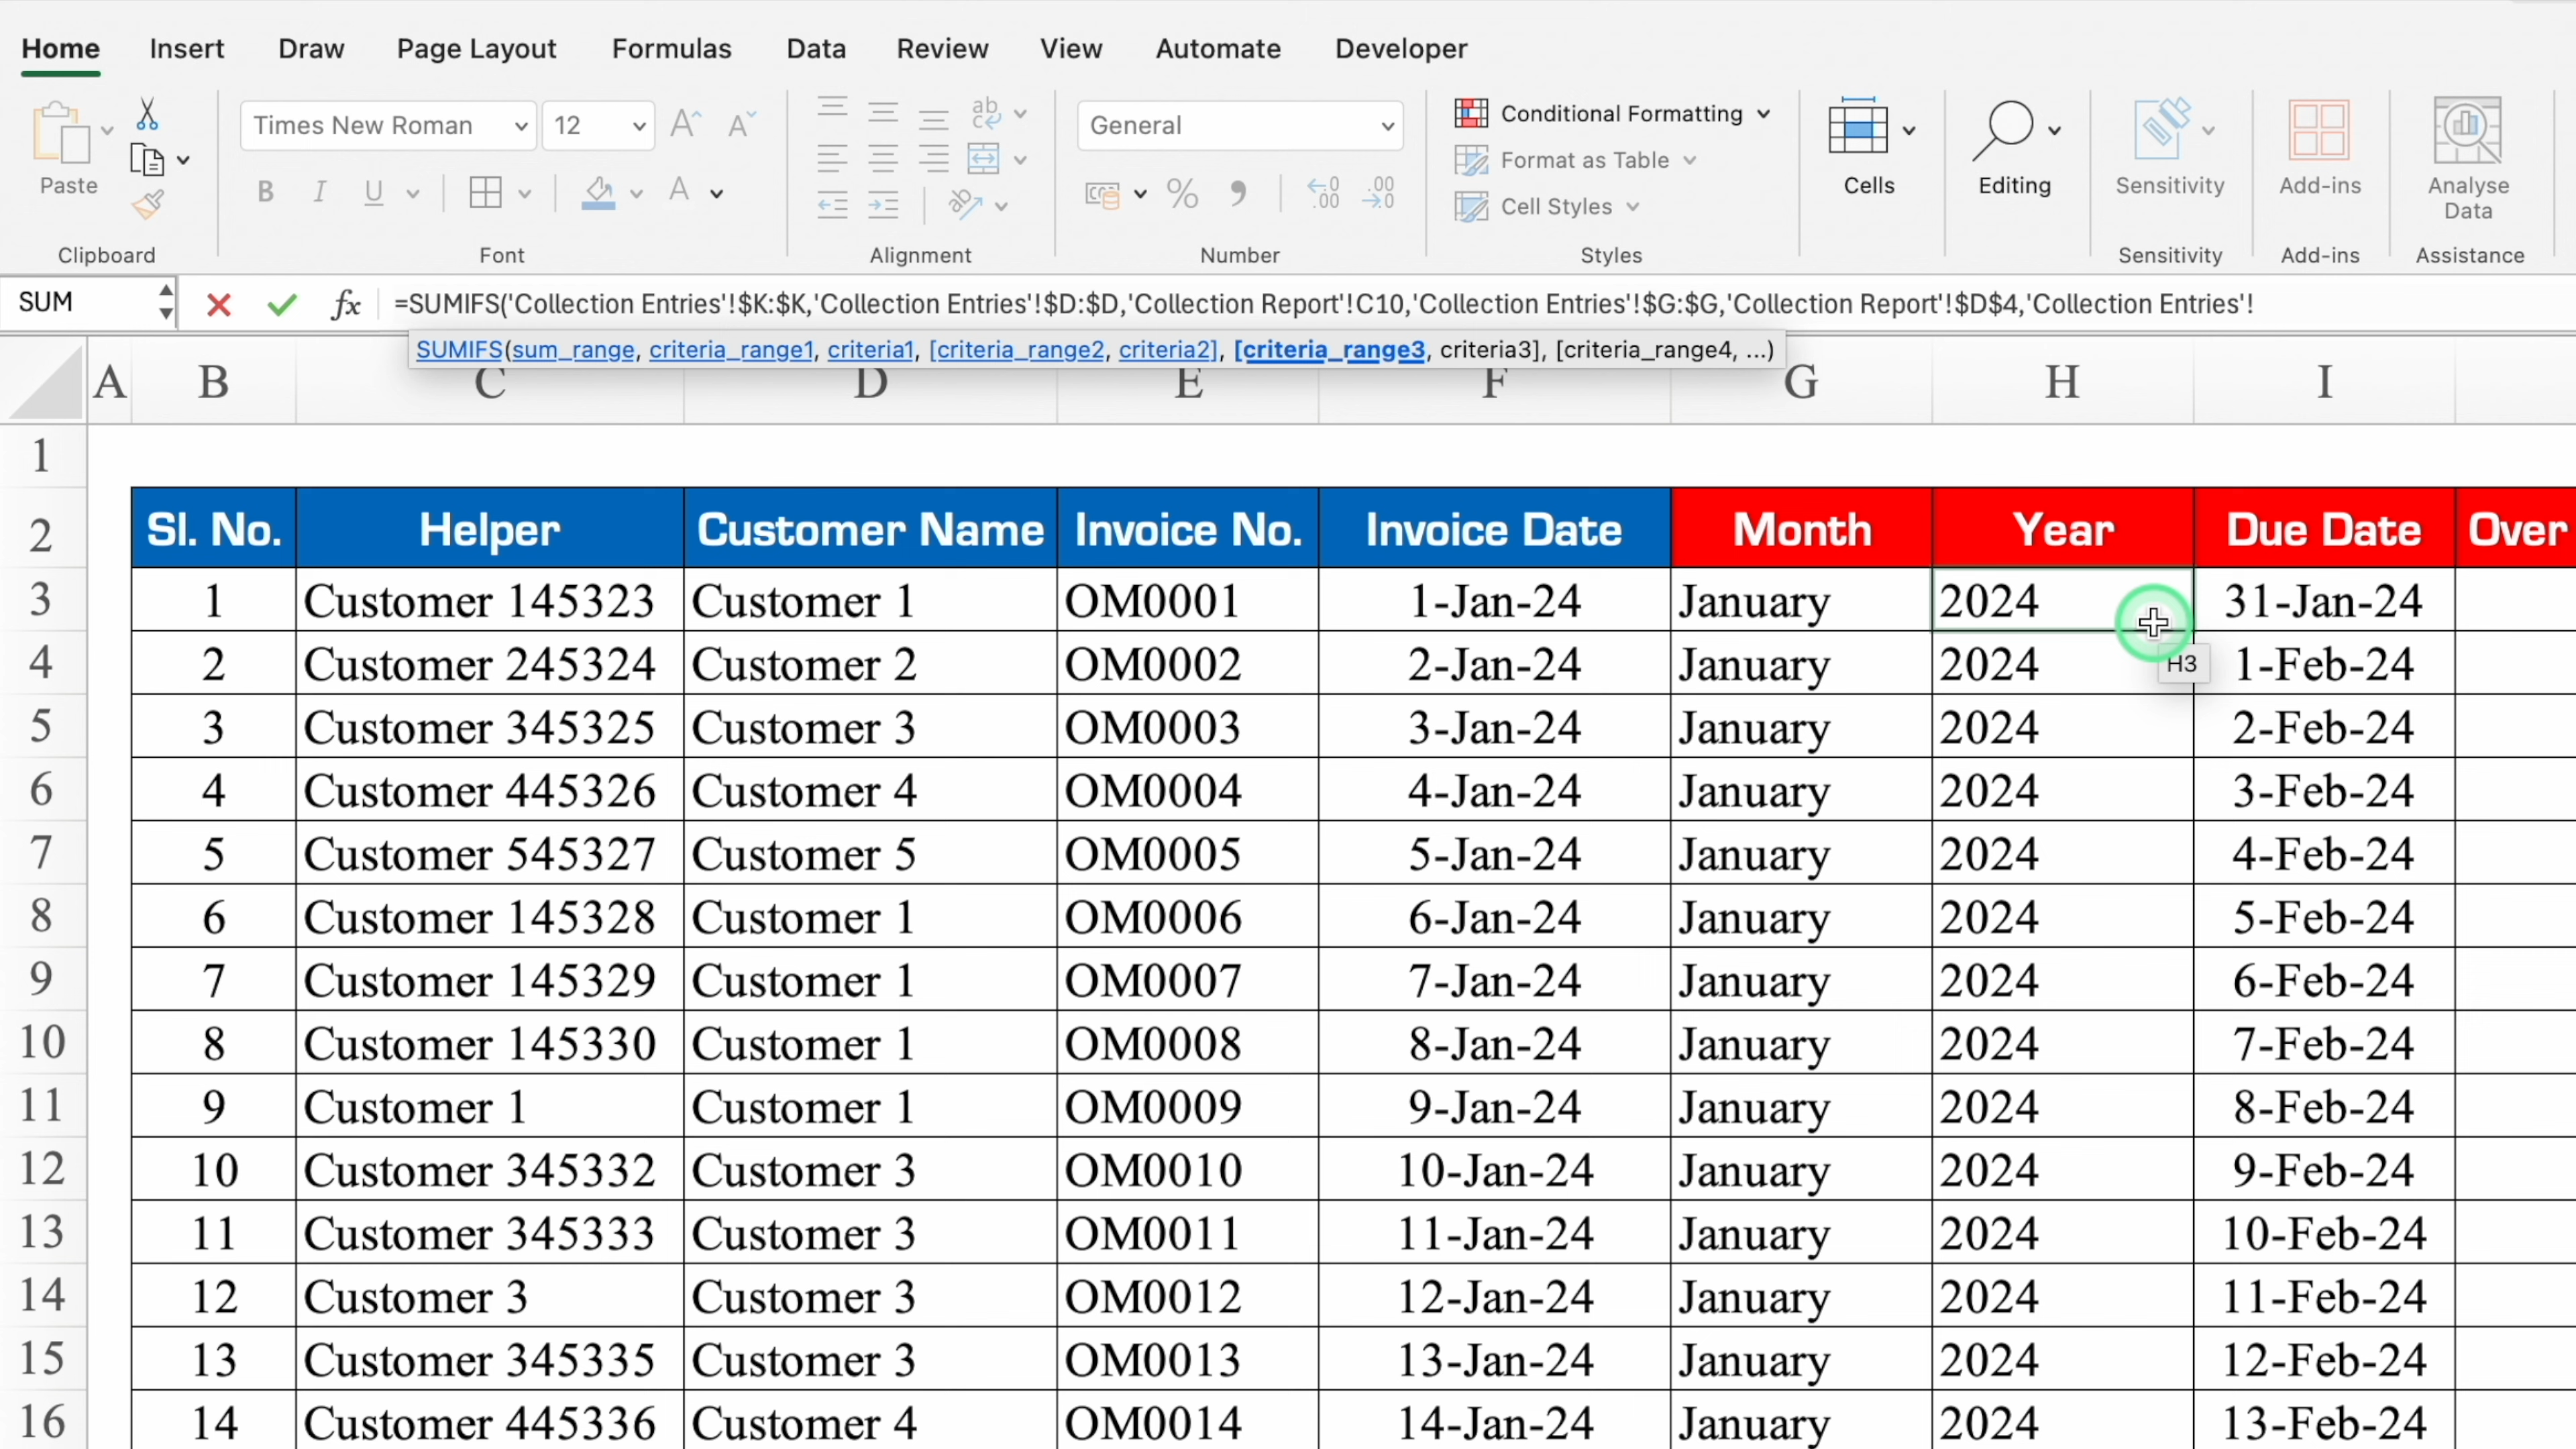 Home Insert Draw Page Layout Formulas Data Review View Automate Developer
Paste
Clipboard
Times New Roman 12
B I U A
Font
ab
Alignment
General
% ,
Number
Conditional Formatting
Format as Table
Cell Styles
Styles
Cells
Editing
Sensitivity
Sensitivity
Add-ins
Add-ins
Analyse
Data
Assistance
SUM fx =SUMIFS('Collection Entries'!$K:$K,'Collection Entries'!$D:$D,'Collection Report'!C10,'Collection Entries'!$G:$G,'Collection Report'!$D$4,'Collection Entries'!
SUMIFS(sum_range, criteria_range1, criteria1, [criteria_range2, criteria2], [criteria_range3, criteria3], [criteria_range4, ...)
A B C D E F G H I
1
2 Sl. No. Helper Customer Name Invoice No. Invoice Date Month Year Due Date Over
3 1 Customer 145323 Customer 1 OM0001 1-Jan-24 January 2024 31-Jan-24
H3
4 2 Customer 245324 Customer 2 OM0002 2-Jan-24 January 2024 1-Feb-24
5 3 Customer 345325 Customer 3 OM0003 3-Jan-24 January 2024 2-Feb-24
6 4 Customer 445326 Customer 4 OM0004 4-Jan-24 January 2024 3-Feb-24
7 5 Customer 545327 Customer 5 OM0005 5-Jan-24 January 2024 4-Feb-24
8 6 Customer 145328 Customer 1 OM0006 6-Jan-24 January 2024 5-Feb-24
9 7 Customer 145329 Customer 1 OM0007 7-Jan-24 January 2024 6-Feb-24
10 8 Customer 145330 Customer 1 OM0008 8-Jan-24 January 2024 7-Feb-24
11 9 Customer 1 Customer 1 OM0009 9-Jan-24 January 2024 8-Feb-24
12 10 Customer 345332 Customer 3 OM0010 10-Jan-24 January 2024 9-Feb-24
13 11 Customer 345333 Customer 3 OM0011 11-Jan-24 January 2024 10-Feb-24
14 12 Customer 3 Customer 3 OM0012 12-Jan-24 January 2024 11-Feb-24
15 13 Customer 345335 Customer 3 OM0013 13-Jan-24 January 2024 12-Feb-24
16 14 Customer 445336 Customer 4 OM0014 14-Jan-24 January 2024 13-Feb-24